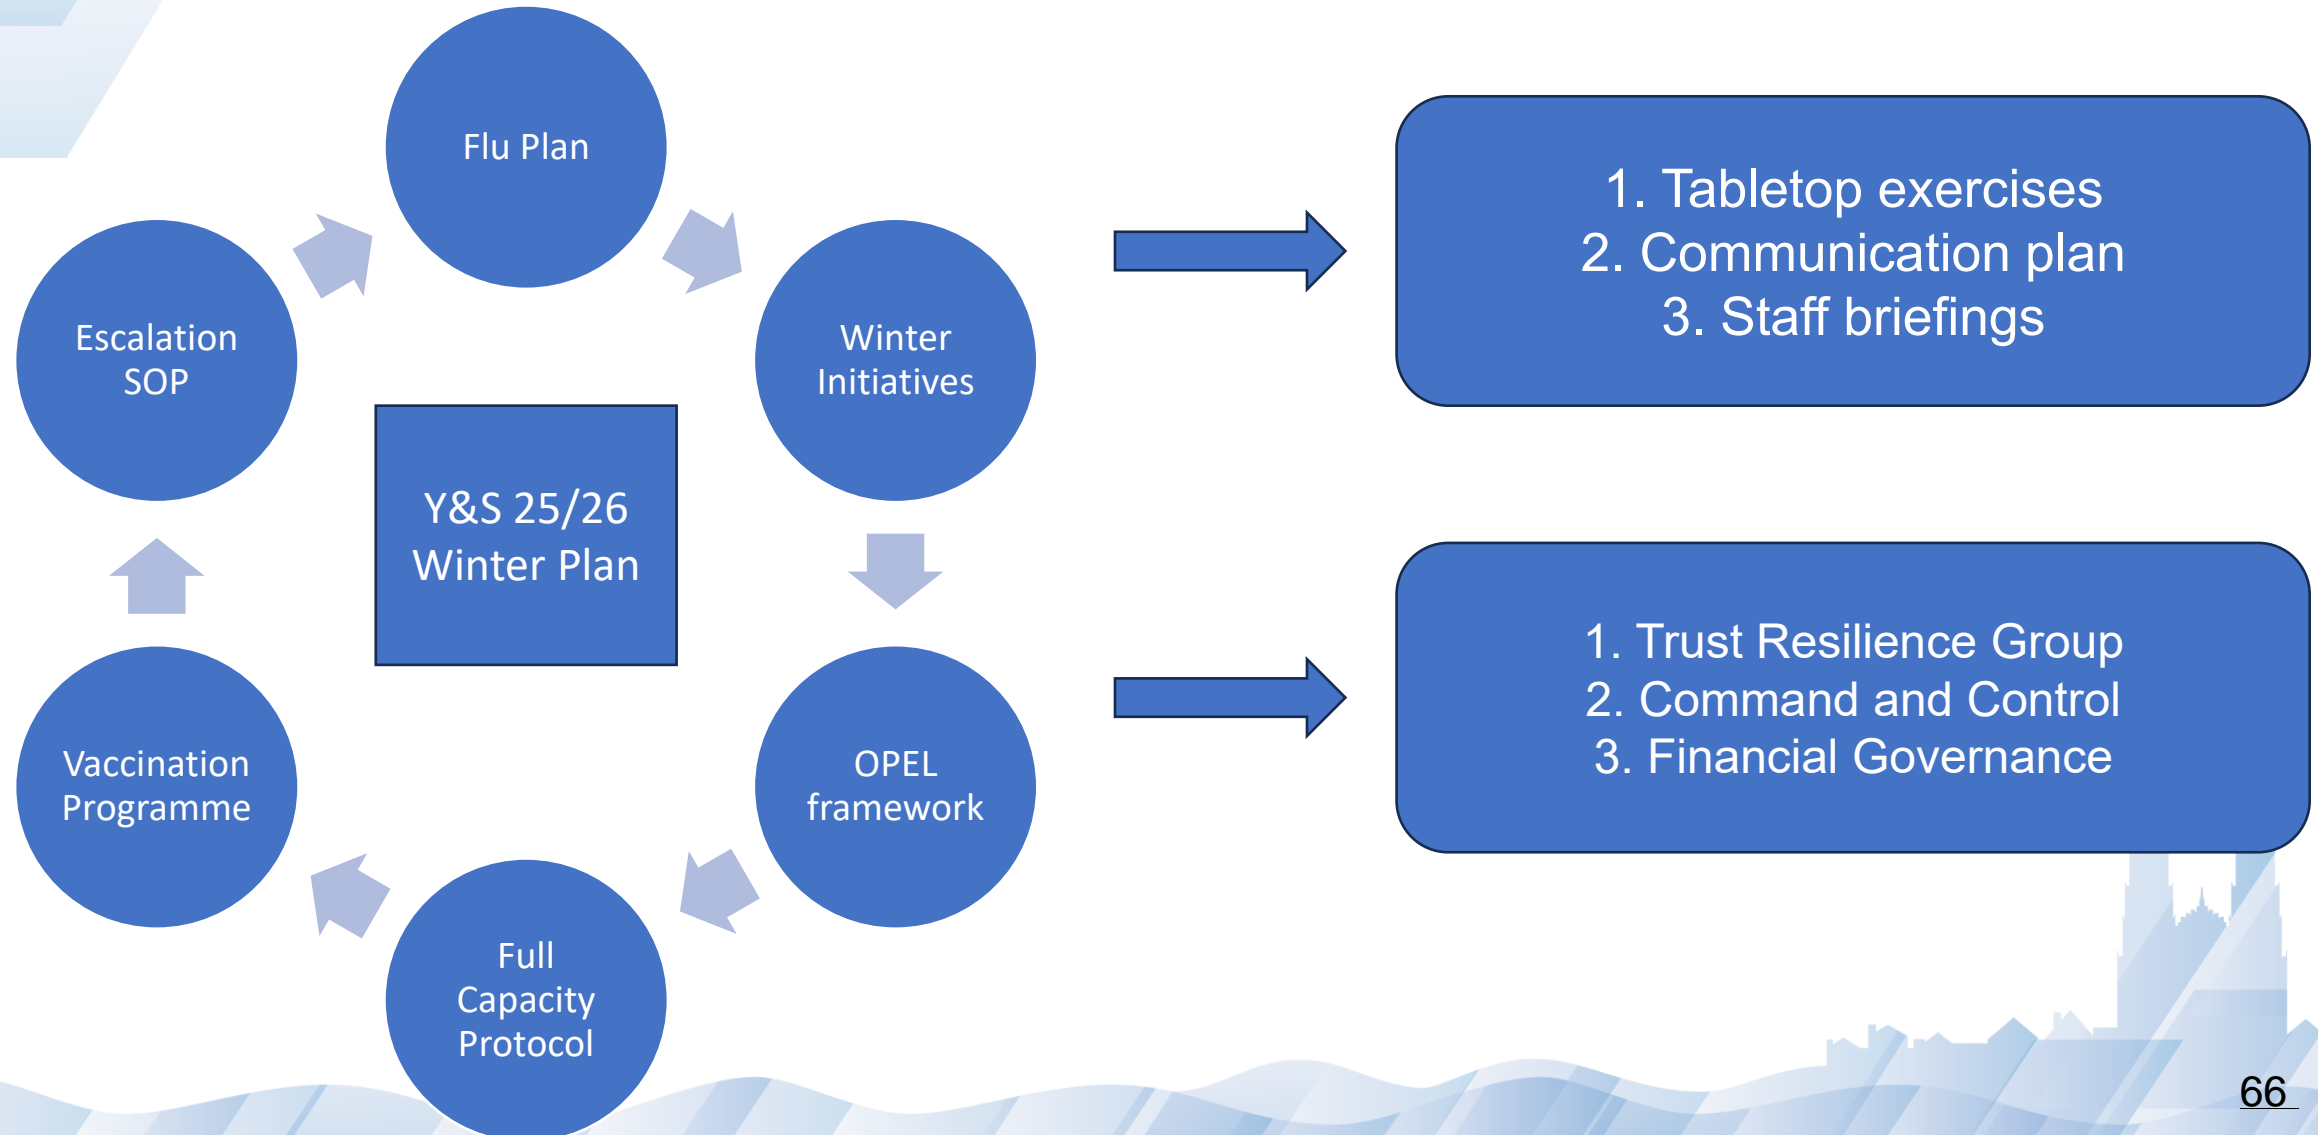 Flu Plan
Winter
Initiatives
OPEL
framework
Full
Capacity
Protocol
Vaccination
Programme
Escalation
SOP
Y&S 25/26
Winter Plan
1. Tabletop exercises
2. Communication plan
3. Staff briefings
1. Trust Resilience Group
2. Command and Control
3. Financial Governance
66